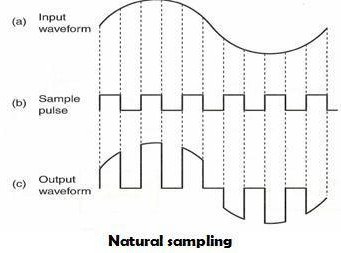 (a) Input
waveform
(b) Sample
pulse
(c) Output
waveform
Natural sampling